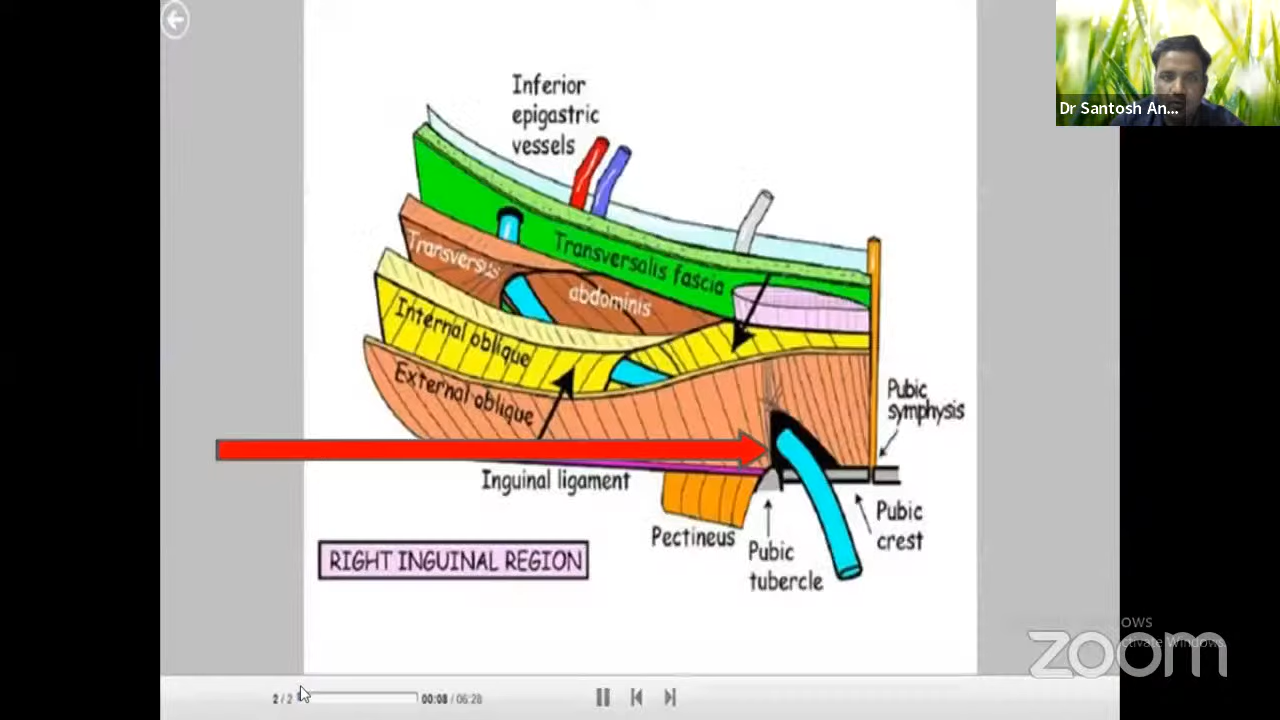 Dr Santosh An...
Inferior
epigastric
vessels
Transversalis fascia
Transversus
abdominis
Internal oblique
External oblique
Pubic
symphysis
Inguinal ligament
Pubic
crest
Pectineus
Pubic
tubercle
RIGHT INGUINAL REGION
zoom
2 / 2
00:08 / 06:28